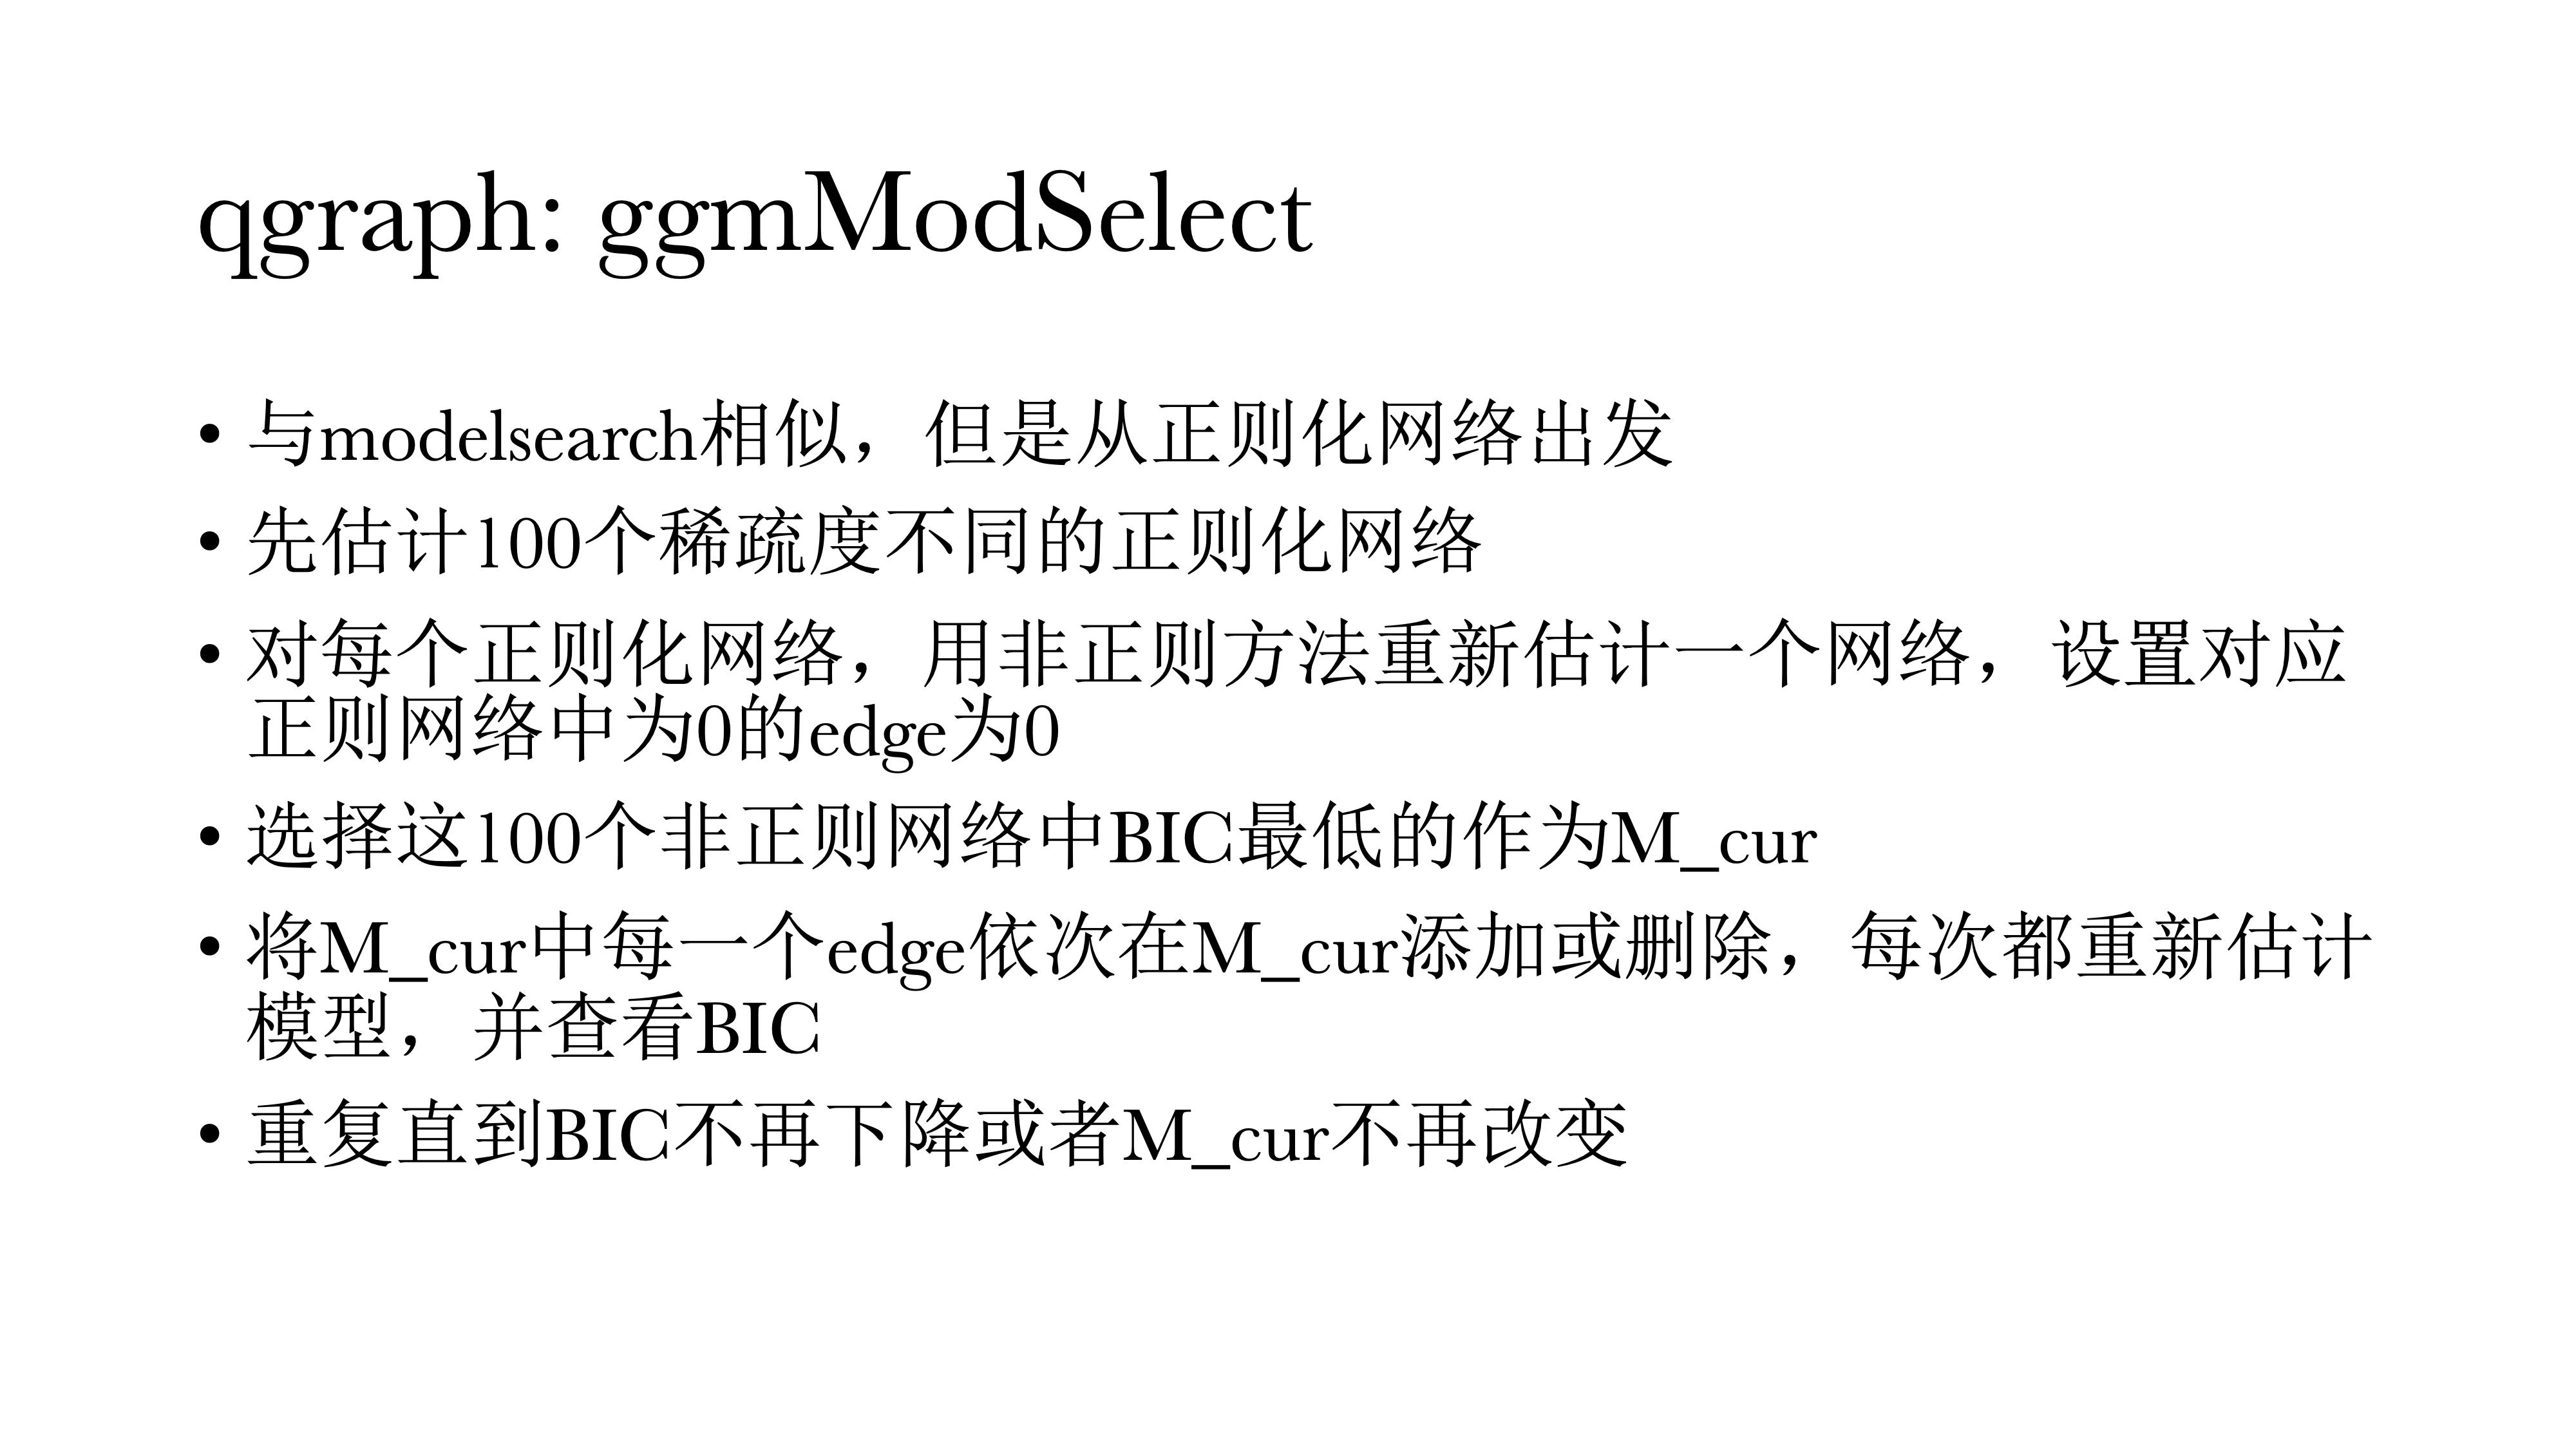 qgraph: ggmModSelect
• 与modelsearch相似，但是从正则化网络出发
• 先估计100个稀疏度不同的正则化网络
• 对每个正则化网络，用非正则方法重新估计一个网络，设置对应
正则网络中为0的edge为0
• 选择这100个非正则网络中BIC最低的作为M_cur
• 将M_cur中每一个edge依次在M_cur添加或删除，每次都重新估计
模型，并查看BIC
• 重复直到BIC不再下降或者M_cur不再改变